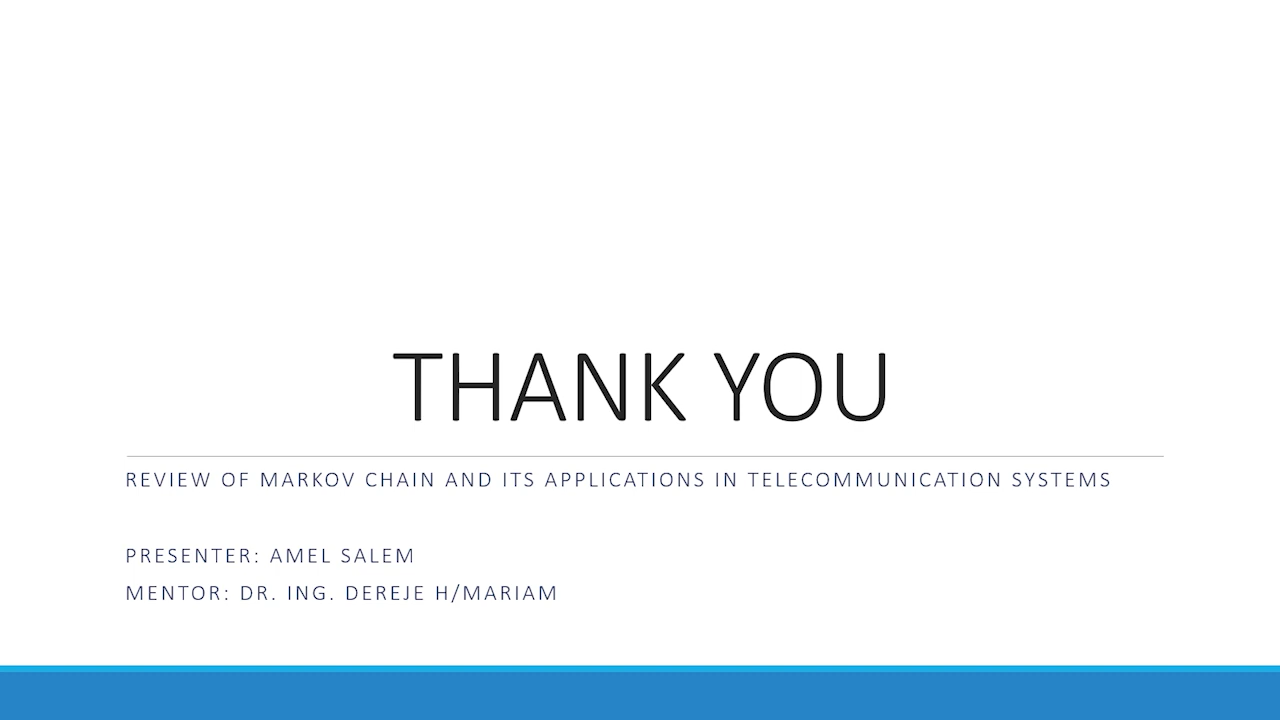 THANK YOU
REVIEW OF MARKOV CHAIN AND ITS APPLICATIONS IN TELECOMMUNICATION SYSTEMS
PRESENTER: AMEL SALEM
MENTOR: DR. ING. DEREJE H/MARIAM